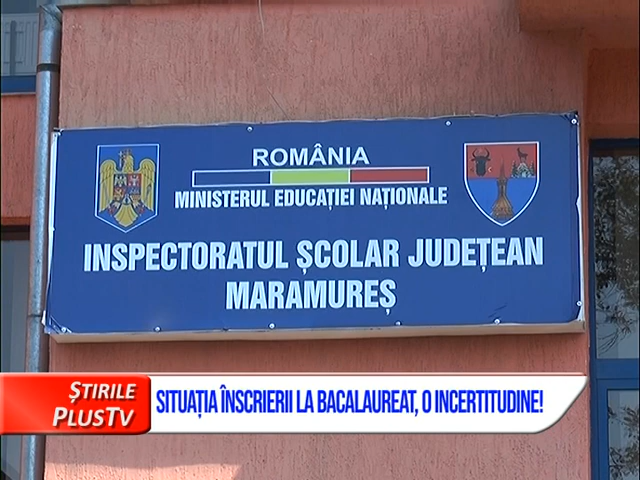 ROMÂNIA
MINISTERUL EDUCAȚIEI NAȚIONALE
INSPECTORATUL ȘCOLAR JUDEȚEAN
MARAMUREȘ
ȘTIRILE
PLUSTV
SITUAȚIA ÎNSCRIERII LA BACALAUREAT, O INCERTITUDINE!